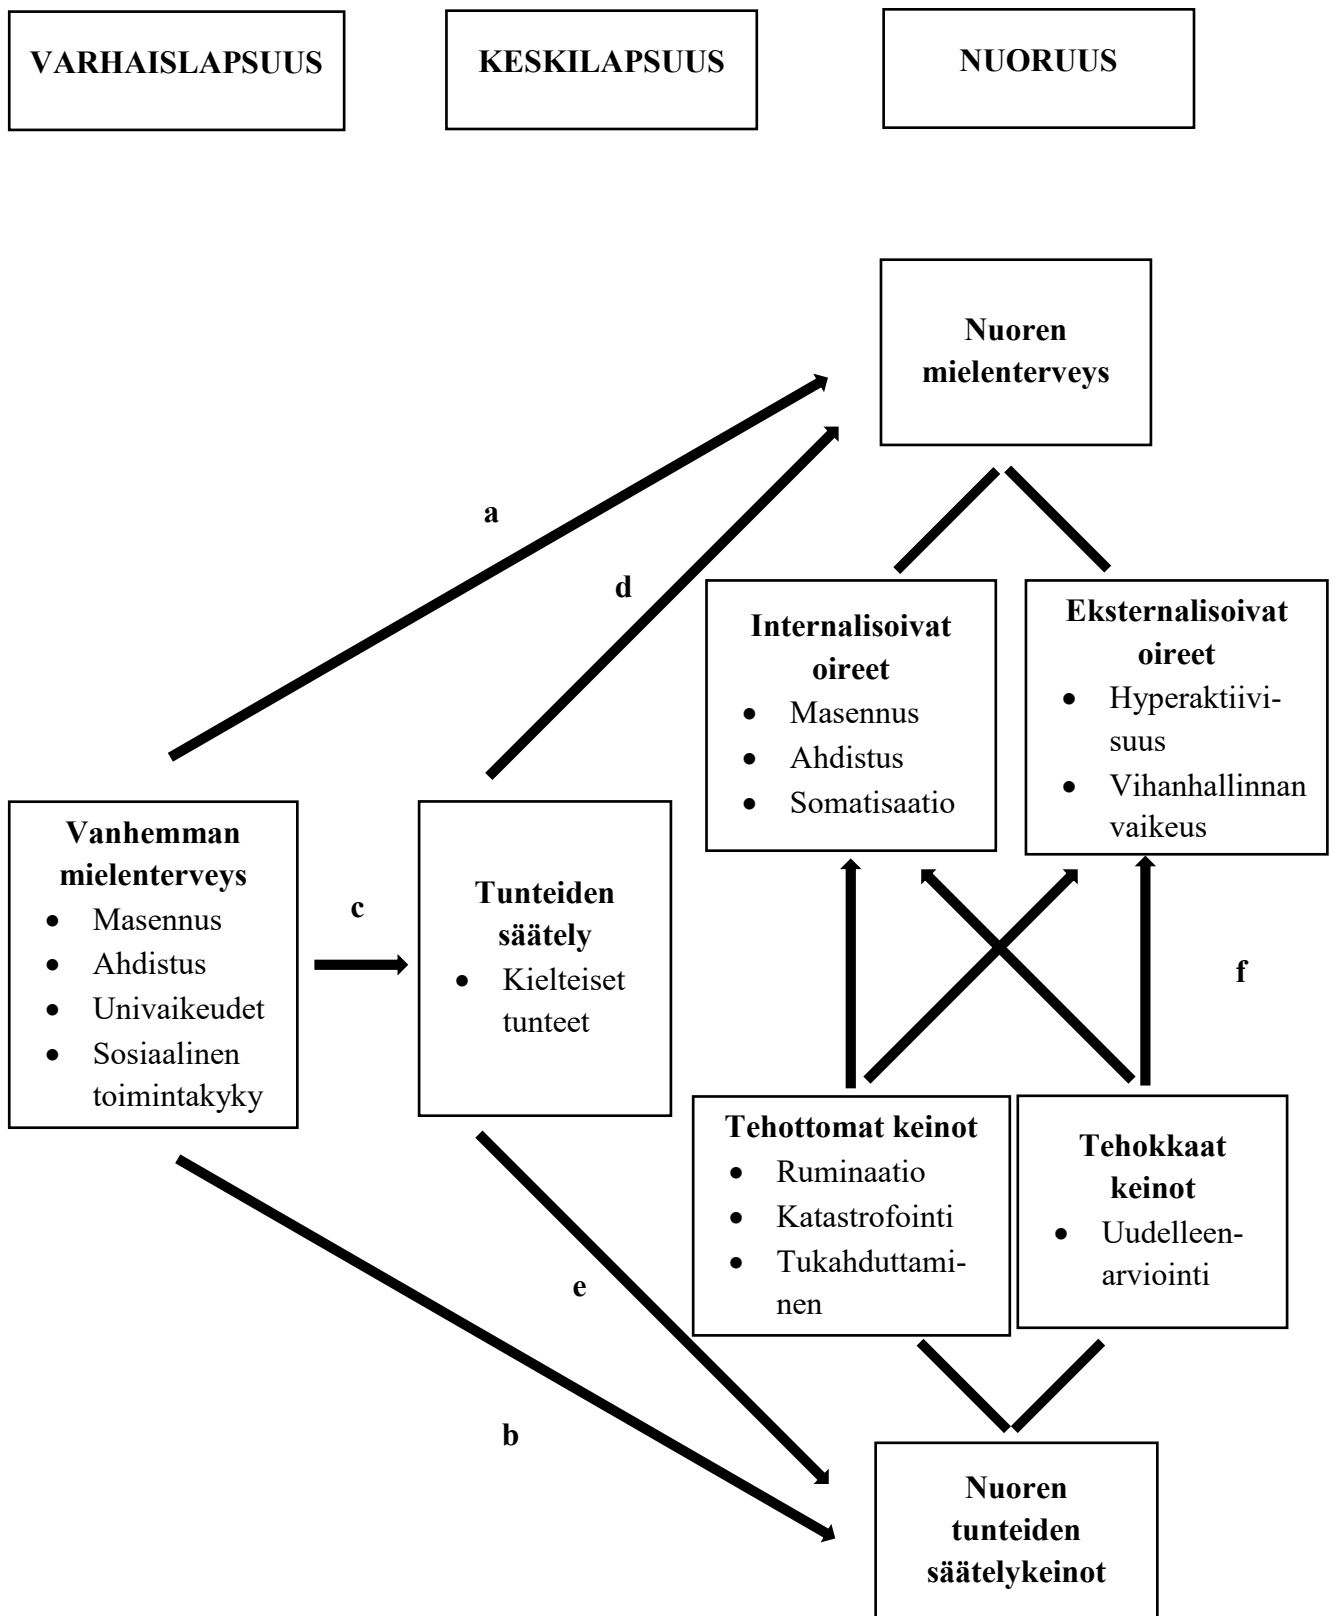 VARHAISLAPSUUS
KESKILAPSUUS
NUORUUS
Nuoren
mielenterveys
a
d
Internalisoivat
oireet
• Masennus
• Ahdistus
• Somatisaatio
Eksternalisoivat
oireet
• Hyperaktiivi-
suus
• Vihanhallinnan
vaikeus
Vanhemman
mielenterveys
• Masennus
• Ahdistus
• Univaikeudet
• Sosiaalinen
toimintakyky
c
Tunteiden
säätely
• Kielteiset
tunteet
f
Tehottomat keinot
• Ruminaatio
• Katastrofointi
• Tukahduttami-
nen
Tehokkaat
keinot
• Uudelleen-
arviointi
e
b
Nuoren
tunteiden
säätelykeinot